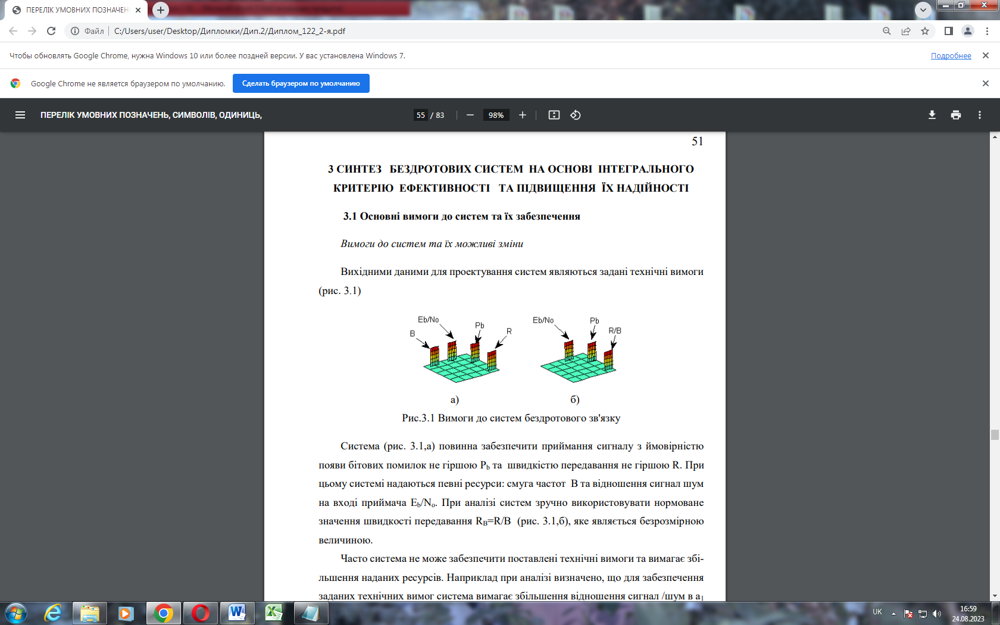 ПЕРЕЛІК УМОВНИХ ПОЗНАЧЕН
Файл C:/Users/user/Desktop/Дипломки/Дип.2/Диплом_122_2-я.pdf
Чтобы обновлять Google Chrome, нужна Windows 10 или более поздней версии. У вас установлена Windows 7. Подробнее
Google Chrome не является браузером по умолчанию. Сделать браузером по умолчанию
ПЕРЕЛІК УМОВНИХ ПОЗНАЧЕНЬ, СИМВОЛІВ, ОДИНИЦЬ, 55 / 83 98%
51
3 СИНТЕЗ БЕЗДРОТОВИХ СИСТЕМ НА ОСНОВІ ІНТЕГРАЛЬНОГО
КРИТЕРІЮ ЕФЕКТИВНОСТІ ТА ПІДВИЩЕННЯ ЇХ НАДІЙНОСТІ
3.1 Основні вимоги до систем та їх забезпечення
Вимоги до систем та їх можливі зміни
Вихідними даними для проектування систем являються задані технічні вимоги
(рис. 3.1)
B Eb/No Pb R Eb/No Pb R/B
а) б)
Рис.3.1 Вимоги до систем бездротового зв'язку
Система (рис. 3.1,а) повинна забезпечити приймання сигналу з ймовірністю
появи бітових помилок не гіршою Pb та швидкістю передавання не гіршою R. При
цьому системі надаються певні ресурси: смуга частот В та відношення сигнал шум
на вході приймача Eb/No. При аналізі систем зручно використовувати нормоване
значення швидкості передавання RB=R/B (рис. 3.1,б), яке являється безрозмірною
величиною.
Часто система не може забезпечити поставлені технічні вимоги та вимагає збі-
льшення наданих ресурсів. Наприклад при аналізі визначено, що для забезпечення
заданих технічних вимог система вимагає збільшення відношення сигнал /шум в a1
UK 16:59
24.08.2023